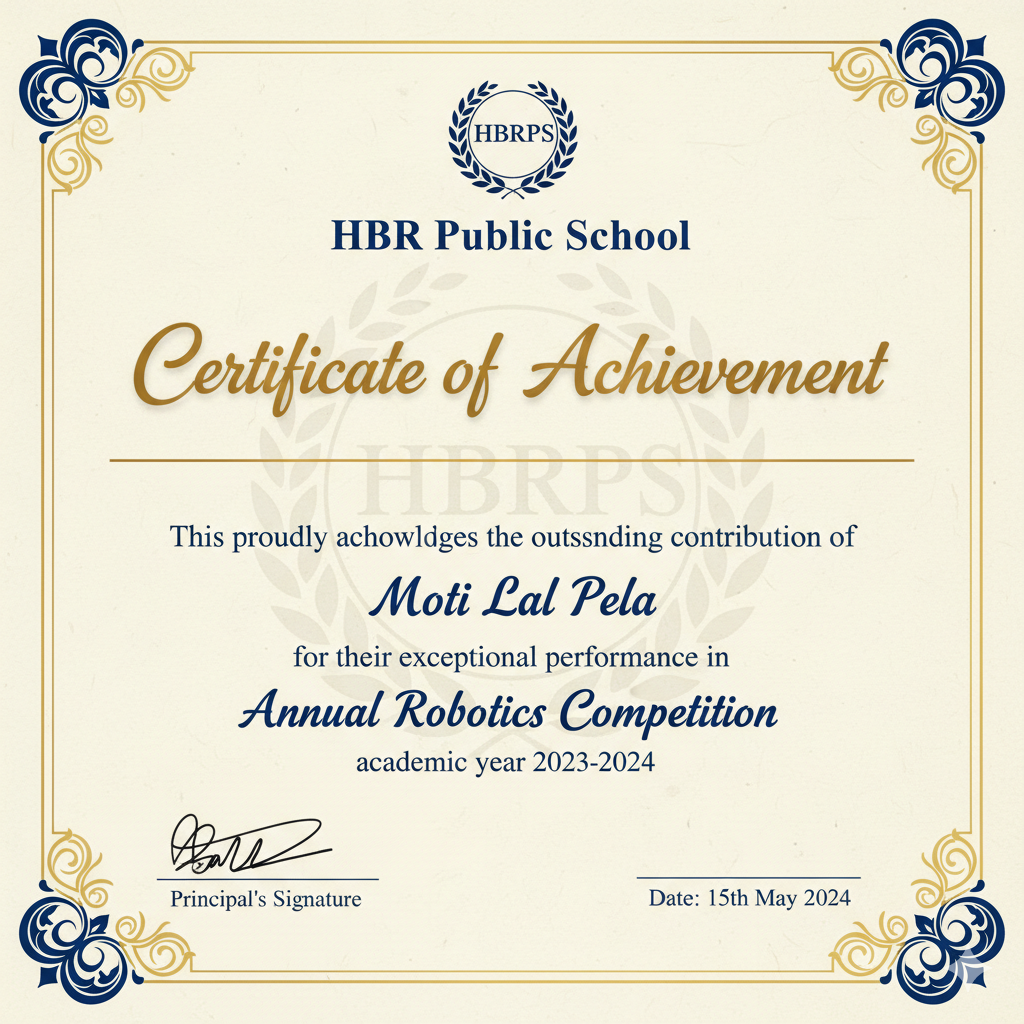 HBRPS
HBR Public School
Certificate of Achievement
HBRPS
This proudly achowldges the outssnding contribution of
Moti Lal Pela
for their exceptional performance in
Annual Robotics Competition
academic year 2023-2024
Principal's Signature
Date: 15th May 2024